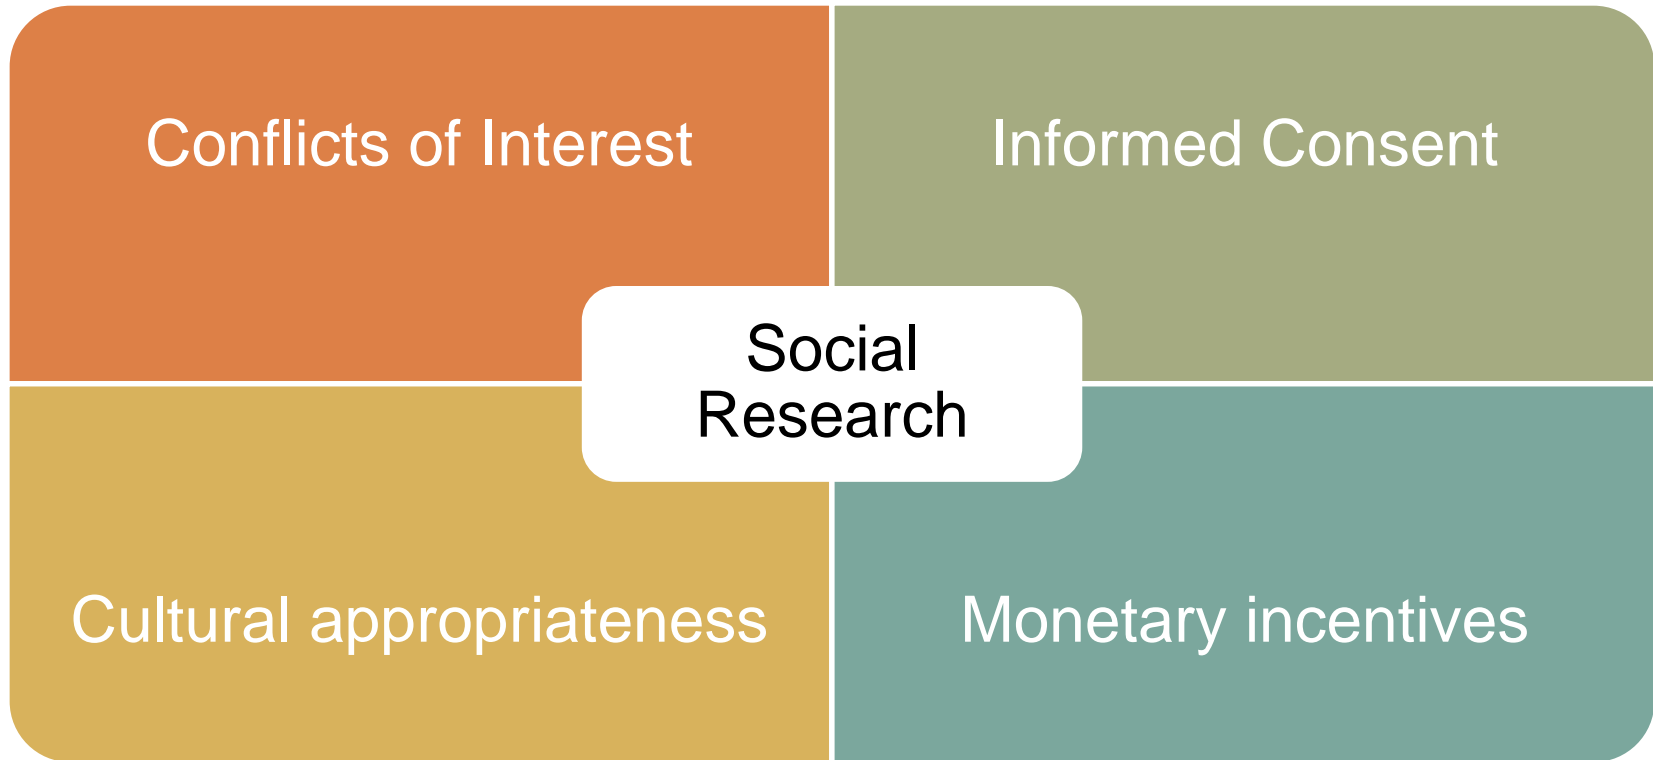 Conflicts of Interest
Informed Consent
Social
Research
Cultural appropriateness
Monetary incentives